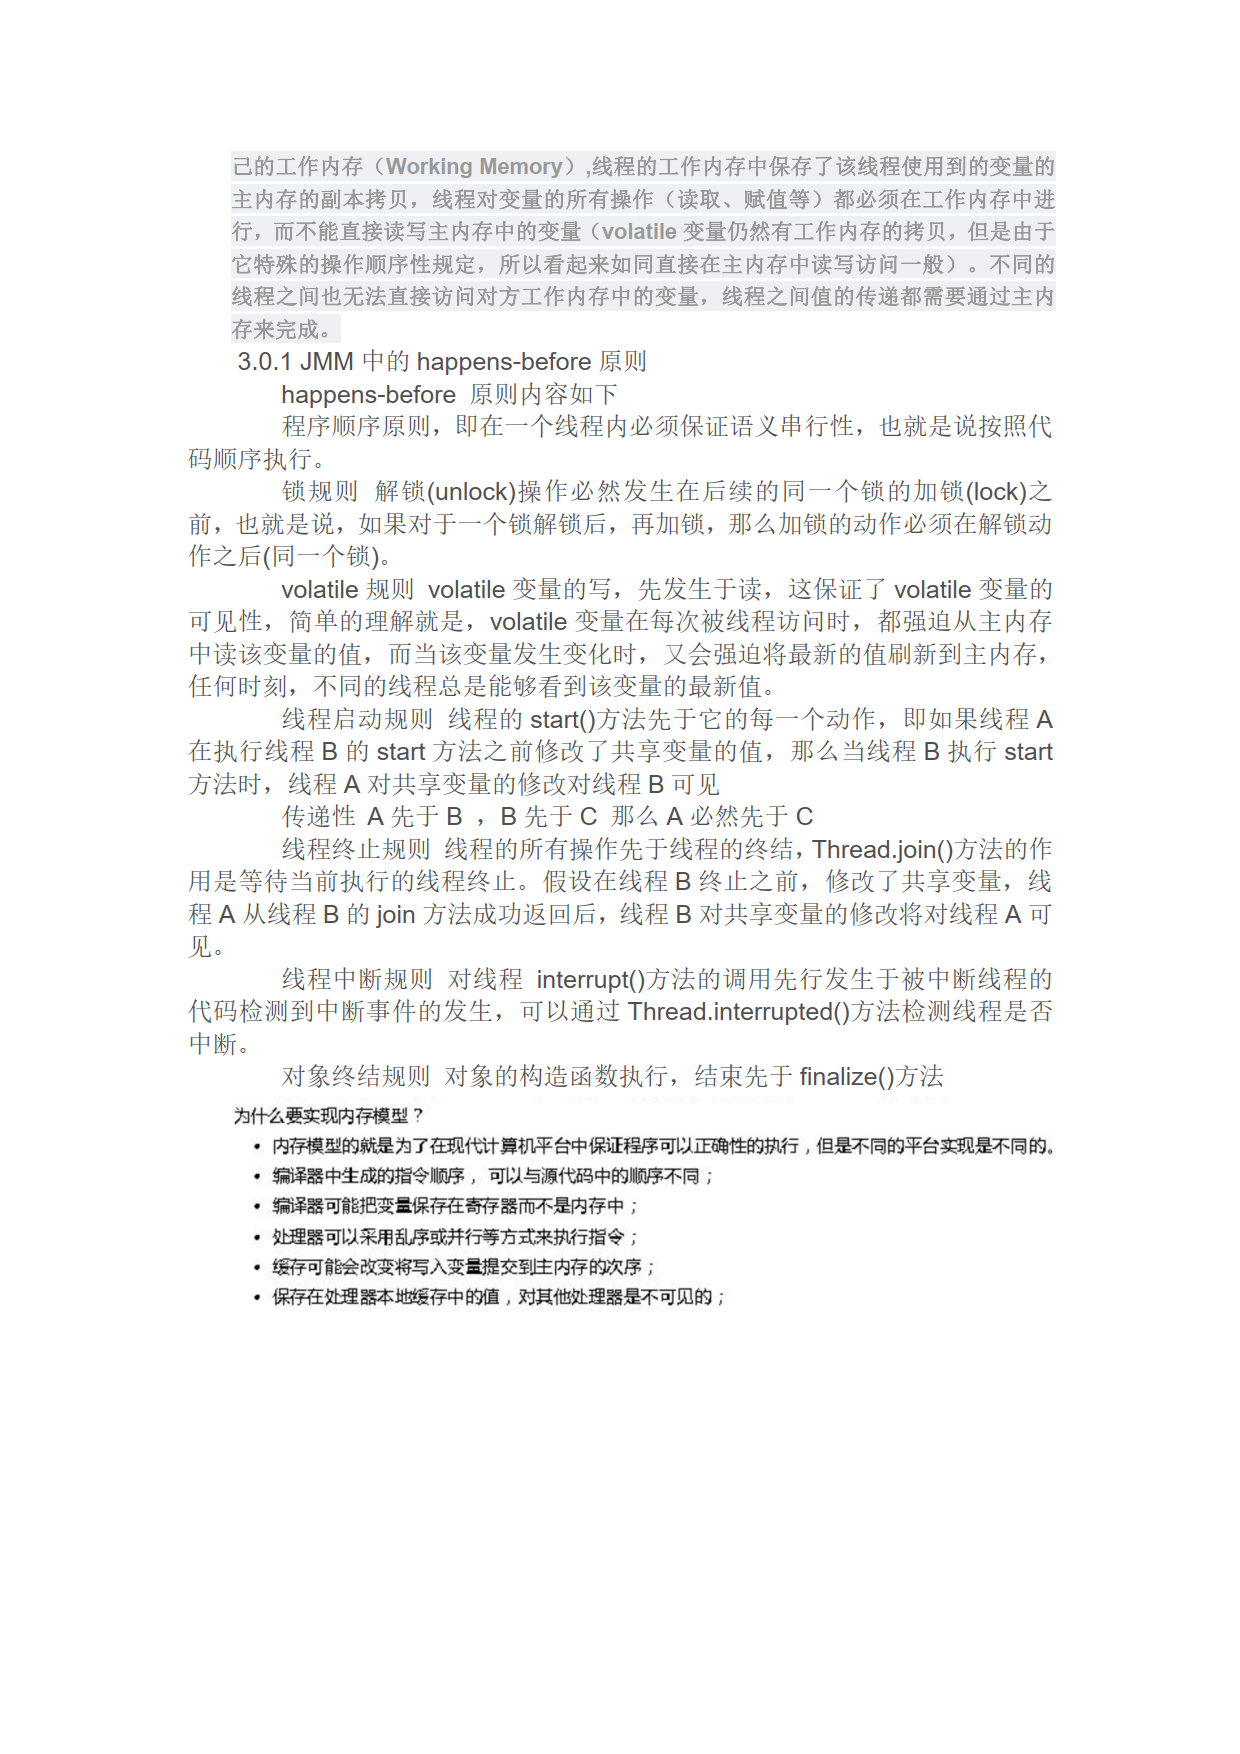 己的工作内存（Working Memory）,线程的工作内存中保存了该线程使用到的变量的
主内存的副本拷贝，线程对变量的所有操作（读取、赋值等）都必须在工作内存中进
行，而不能直接读写主内存中的变量（volatile 变量仍然有工作内存的拷贝，但是由于
它特殊的操作顺序性规定，所以看起来如同直接在主内存中读写访问一般）。不同的
线程之间也无法直接访问对方工作内存中的变量，线程之间值的传递都需要通过主内
存来完成。
3.0.1 JMM 中的 happens-before 原则
happens-before 原则内容如下
程序顺序原则，即在一个线程内必须保证语义串行性，也就是说按照代
码顺序执行。
锁规则 解锁(unlock)操作必然发生在后续的同一个锁的加锁(lock)之
前，也就是说，如果对于一个锁解锁后，再加锁，那么加锁的动作必须在解锁动
作之后(同一个锁)。
volatile 规则 volatile 变量的写，先发生于读，这保证了 volatile 变量的
可见性，简单的理解就是，volatile 变量在每次被线程访问时，都强迫从主内存
中读该变量的值，而当该变量发生变化时，又会强迫将最新的值刷新到主内存，
任何时刻，不同的线程总是能够看到该变量的最新值。
线程启动规则 线程的 start()方法先于它的每一个动作，即如果线程 A
在执行线程 B 的 start 方法之前修改了共享变量的值，那么当线程 B 执行 start
方法时，线程 A 对共享变量的修改对线程 B 可见
传递性 A 先于 B ，B 先于 C 那么 A 必然先于 C
线程终止规则 线程的所有操作先于线程的终结，Thread.join()方法的作
用是等待当前执行的线程终止。假设在线程 B 终止之前，修改了共享变量，线
程 A 从线程 B 的 join 方法成功返回后，线程 B 对共享变量的修改将对线程 A 可
见。
线程中断规则 对线程 interrupt()方法的调用先行发生于被中断线程的
代码检测到中断事件的发生，可以通过 Thread.interrupted()方法检测线程是否
中断。
对象终结规则 对象的构造函数执行，结束先于 finalize()方法
为什么要实现内存模型？
• 内存模型的就是为了在现代计算机平台中保证程序可以正确性的执行，但是不同的平台实现是不同的。
• 编译器中生成的指令顺序， 可以与源代码中的顺序不同；
• 编译器可能把变量保存在寄存器而不是内存中；
• 处理器可以采用乱序或并行等方式来执行指令；
• 缓存可能会改变将写入变量提交到主内存的次序；
• 保存在处理器本地缓存中的值，对其他处理器是不可见的；